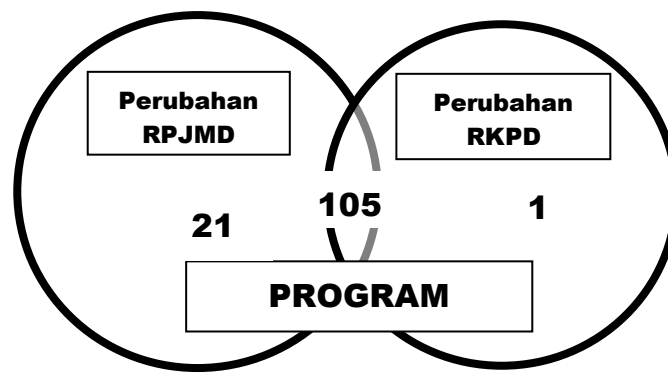 Perubahan
RPJMD
Perubahan
RKPD
21
105
1
PROGRAM